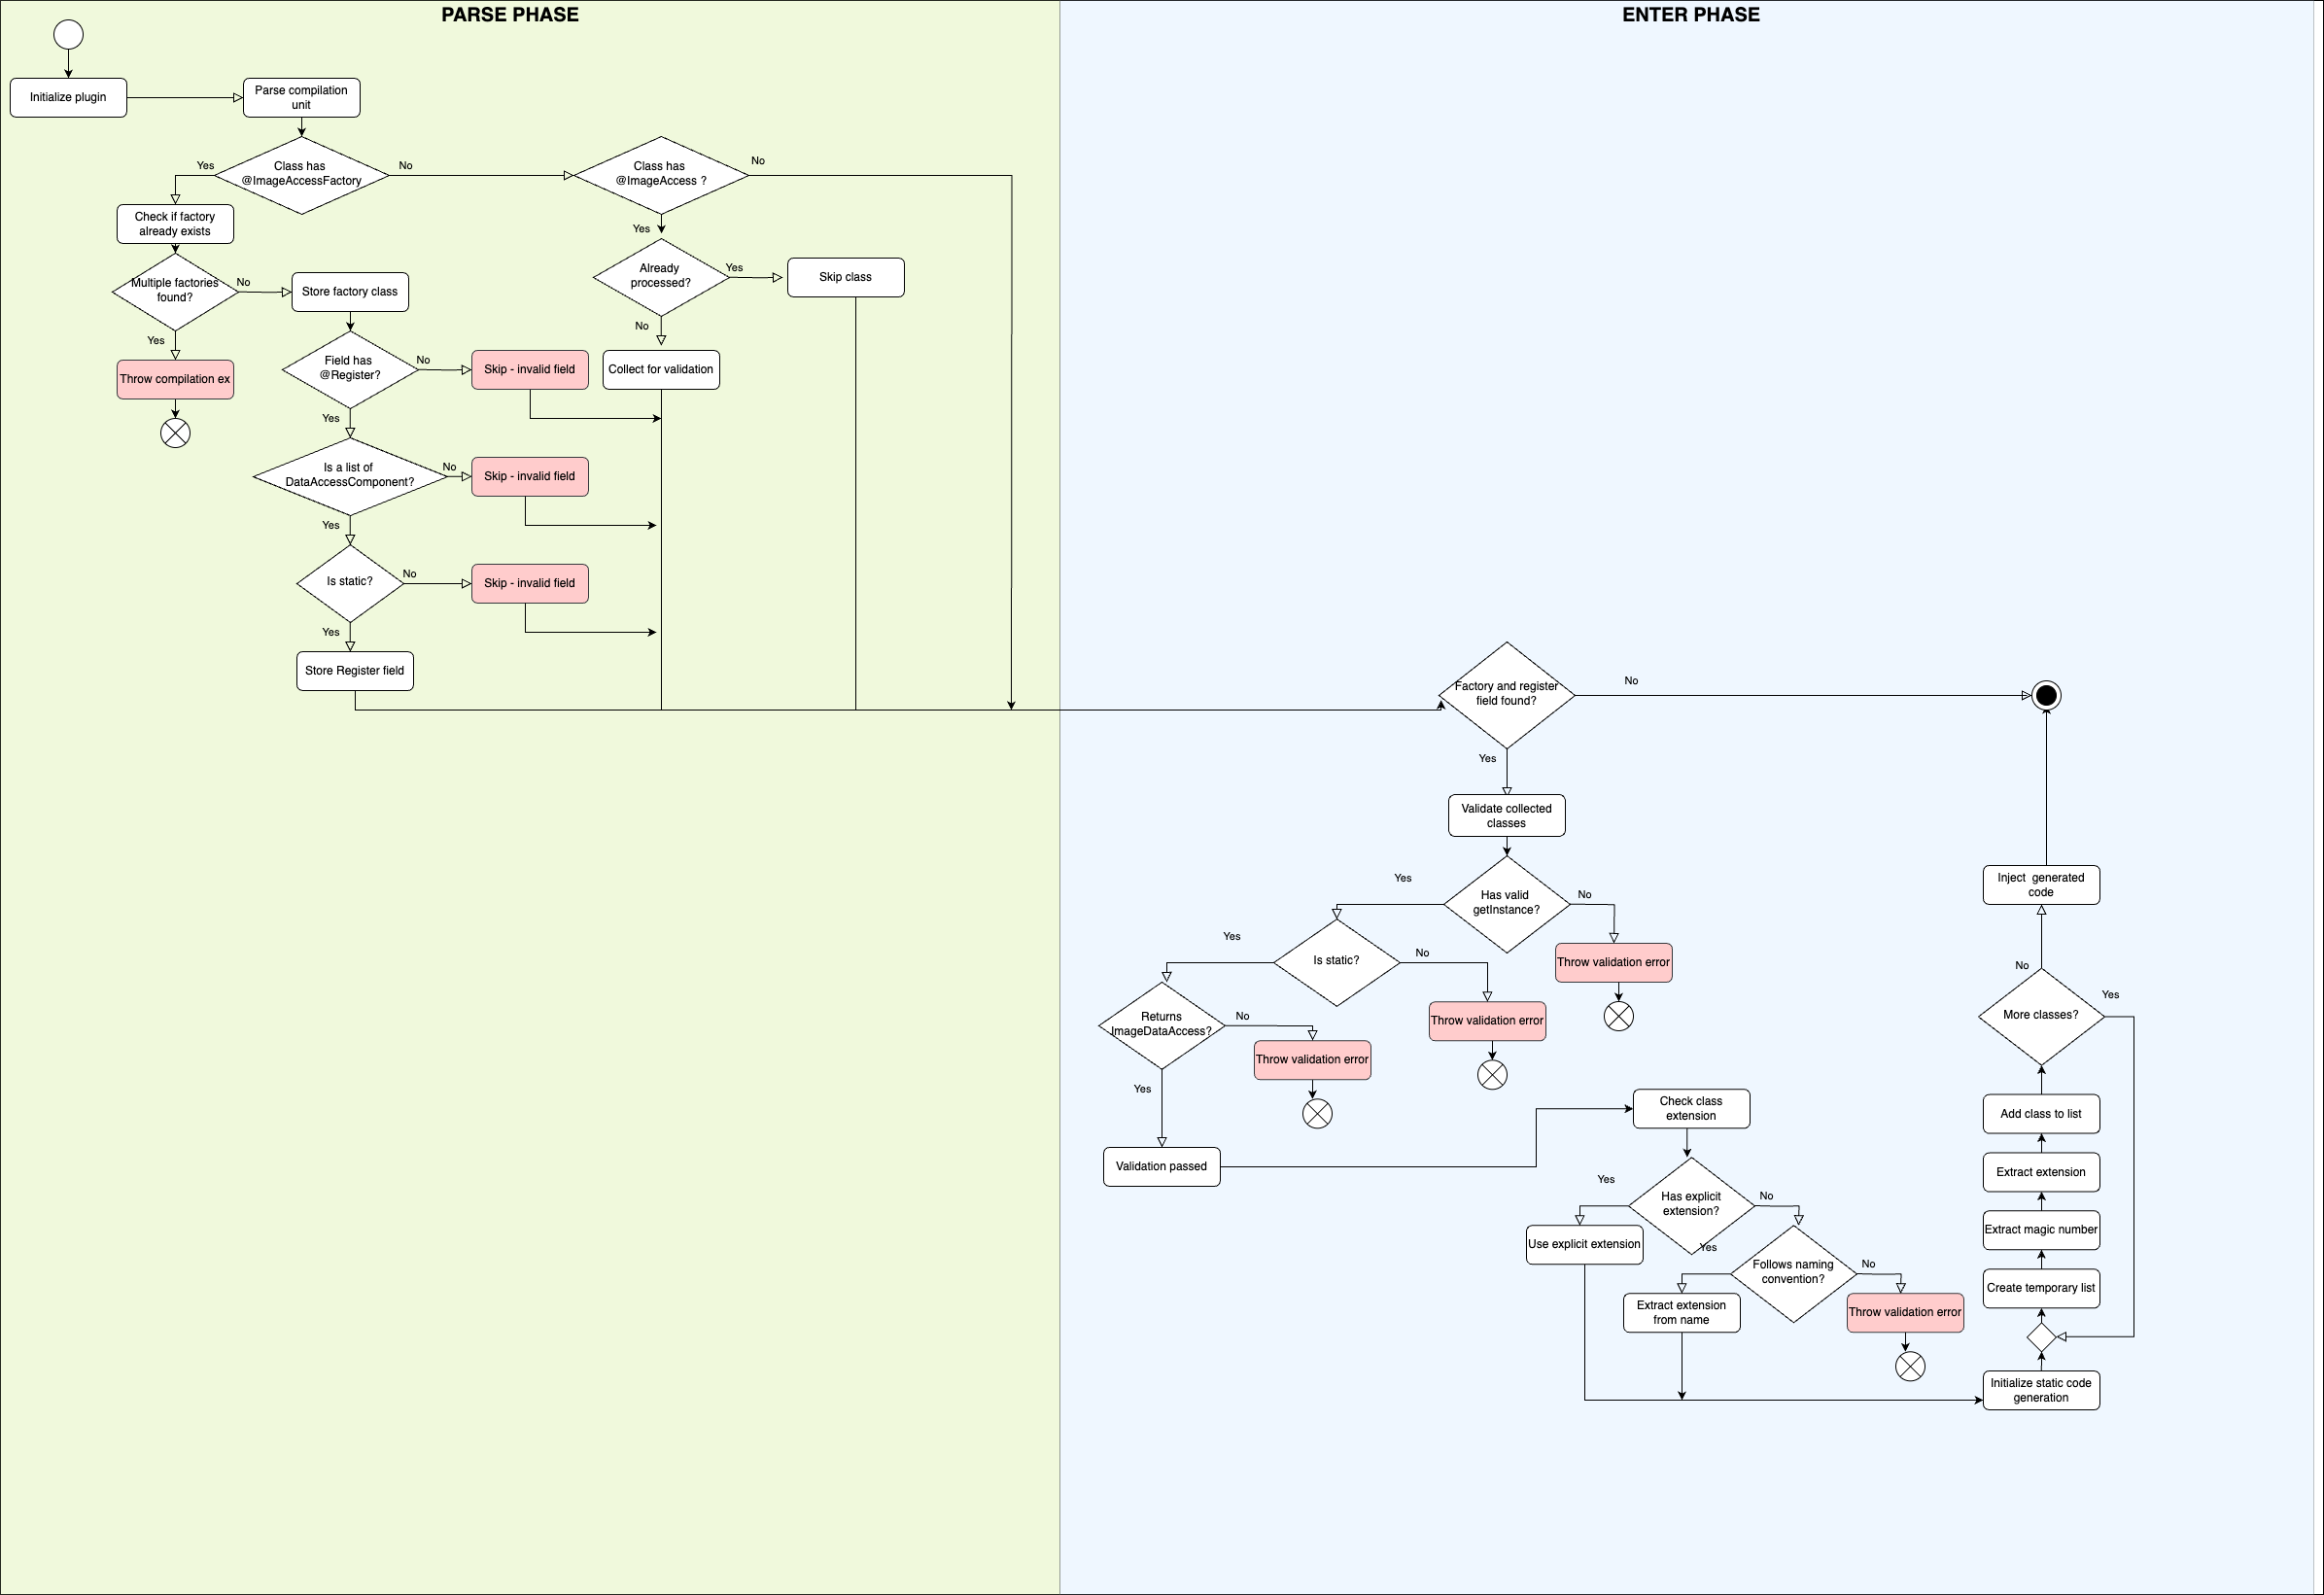 PARSE PHASE
ENTER PHASE
Initialize plugin
Parse compilation
unit
Yes
Class has
@ImageAccessFactory
No
Class has
@ImageAccess ?
No
Check if factory
already exists
Yes
Multiple factories
found?
No
Store factory class
Already
processed?
Yes
Skip class
Yes
No
Throw compilation ex
Field has
@Register?
No
Skip - invalid field
Collect for validation
Yes
Is a list of
DataAccessComponent?
No
Skip - invalid field
Yes
Is static?
No
Skip - invalid field
Yes
Store Register field
Factory and register
field found?
No
Yes
Validate collected
classes
Yes
Has valid
getInstance?
No
Inject  generated
code
Yes
Is static?
No
Throw validation error
No
More classes?
Yes
Returns
ImageDataAccess?
No
Throw validation error
Throw validation error
Yes
Check class
extension
Add class to list
Validation passed
Extract extension
Yes
Has explicit
extension?
No
Extract magic number
Use explicit extension
Yes
Follows naming
convention?
No
Create temporary list
Extract extension
from name
Throw validation error
Initialize static code
generation